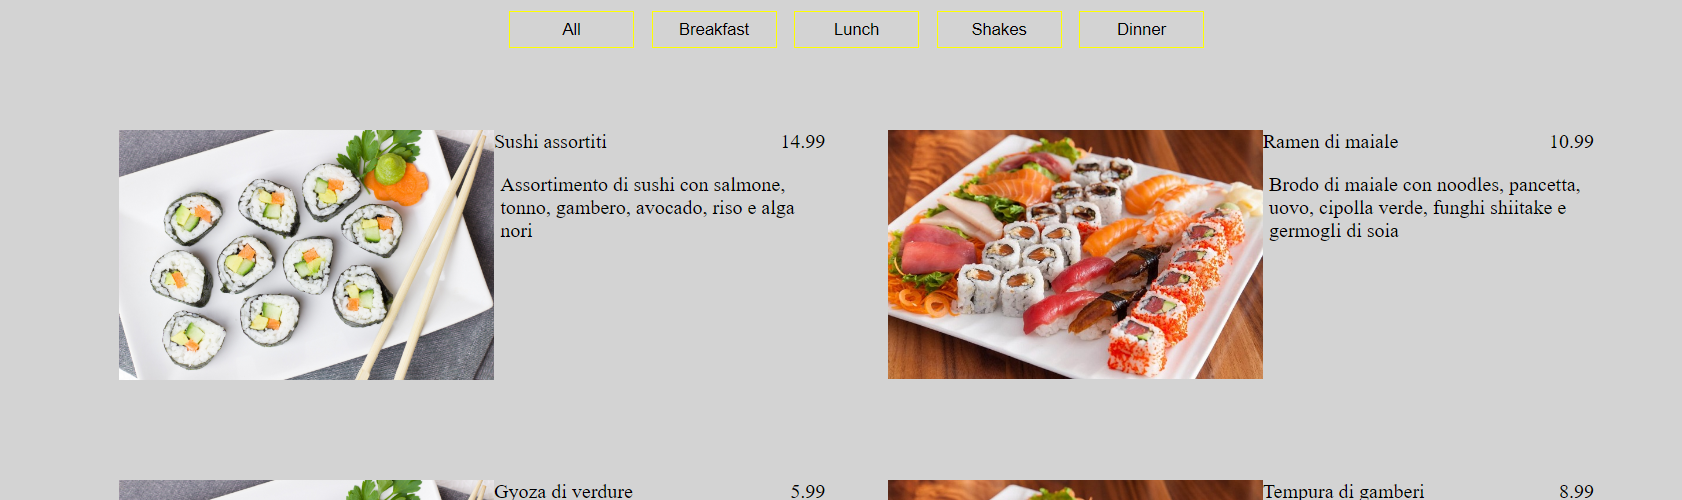 All
Breakfast
Lunch
Shakes
Dinner
Sushi assortiti
14.99
Assortimento di sushi con salmone,
tonno, gambero, avocado, riso e alga
nori
Ramen di maiale
10.99
Brodo di maiale con noodles, pancetta,
uovo, cipolla verde, funghi shiitake e
germogli di soia
Gyoza di verdure
5.99
Tempura di gamberi
8.99